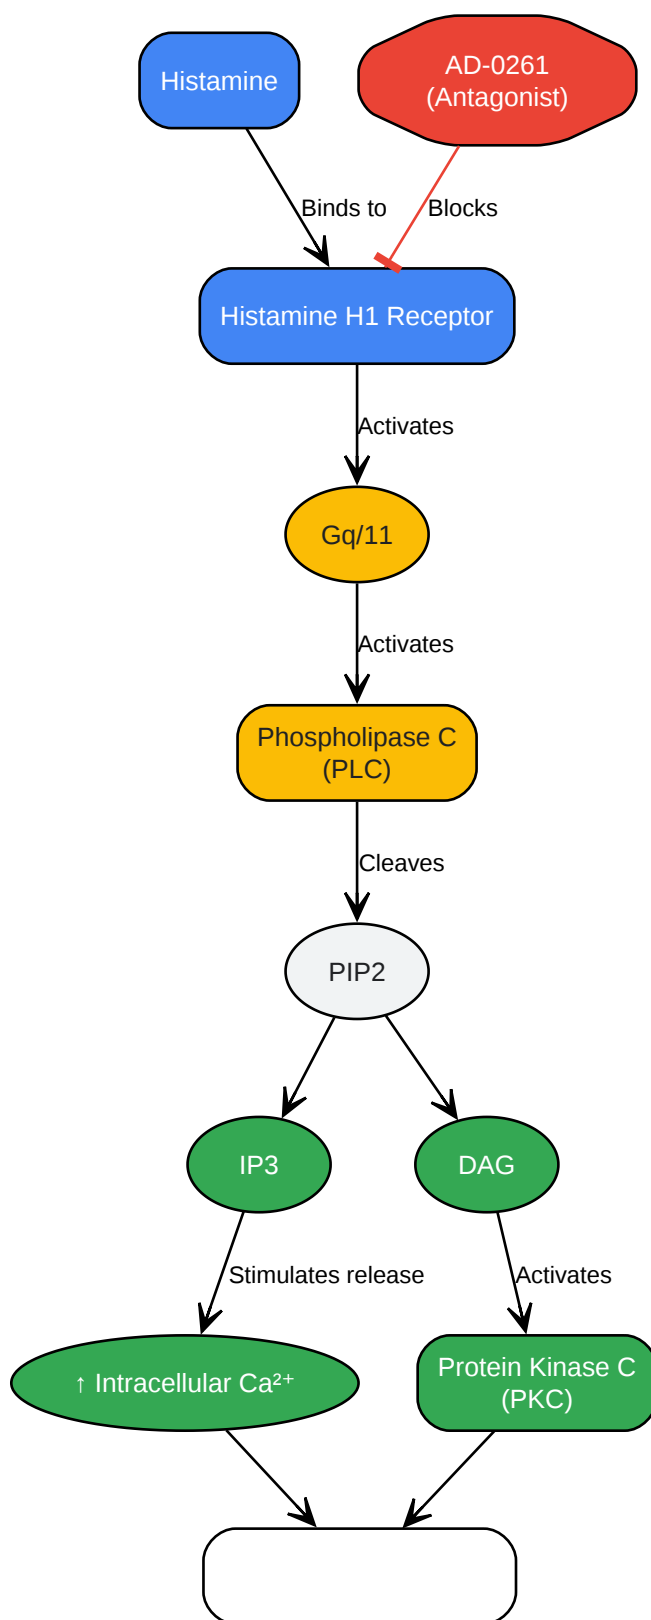 Histamine
AD-0261
(Antagonist)
Binds to
Blocks
Histamine H1 Receptor
Activates
Gq/11
Activates
Phospholipase C
(PLC)
Cleaves
PIP2
IP3
DAG
Stimulates release
Activates
↑ Intracellular Ca²⁺
Protein Kinase C
(PKC)